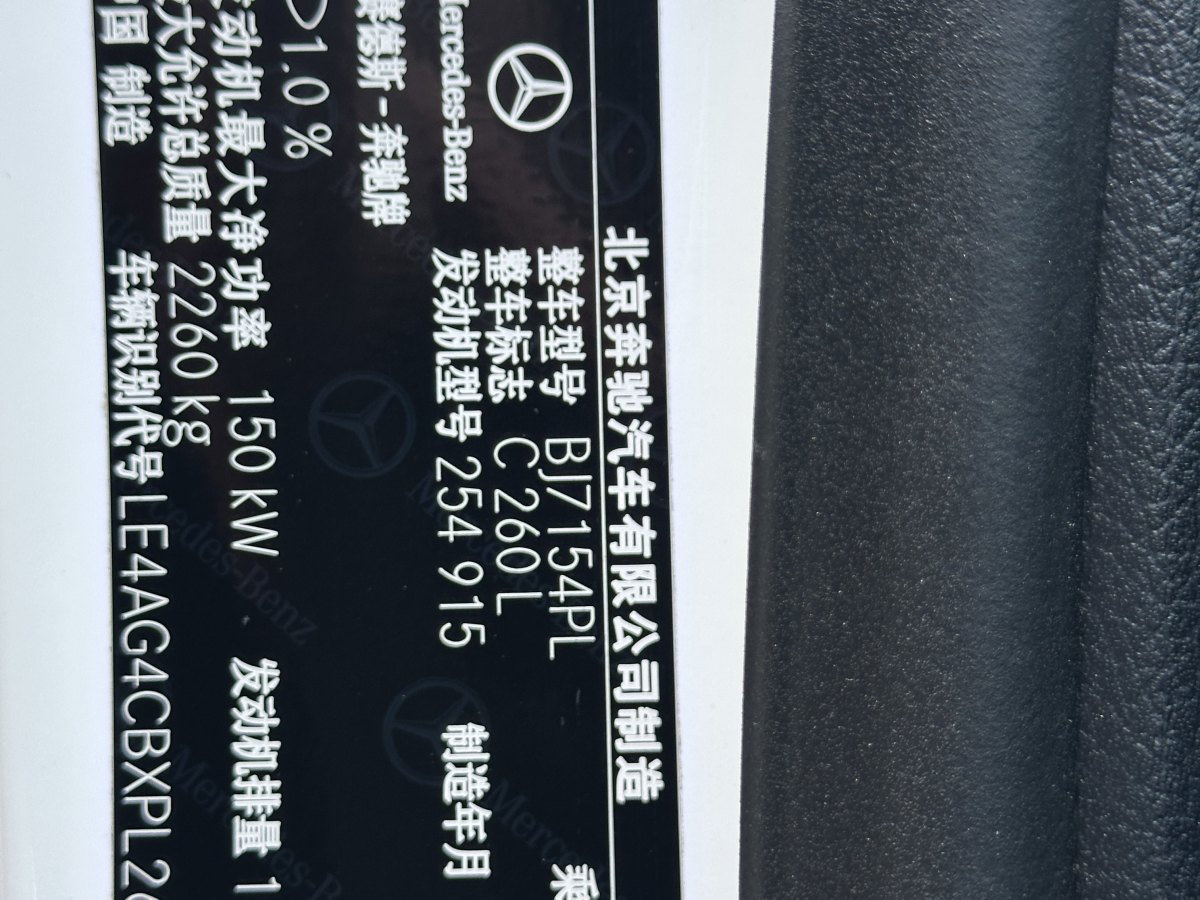 北京奔驰汽车有限公司制造
Mercedes-Benz
整车型号 BJ7154PL
整车标志 C 260 L
发动机型号 254 915 制造年月
德斯-奔驰牌
1.0 %
动机最大净功率 150 kW 发动机排量 1
大允许总质量 2260 kg
国 制造 车辆识别代号 LE4AG4CBXPL2